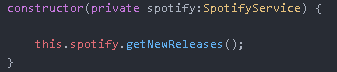 constructor(private spotify:SpotifyService) {
this.spotify.getNewReleases();
}